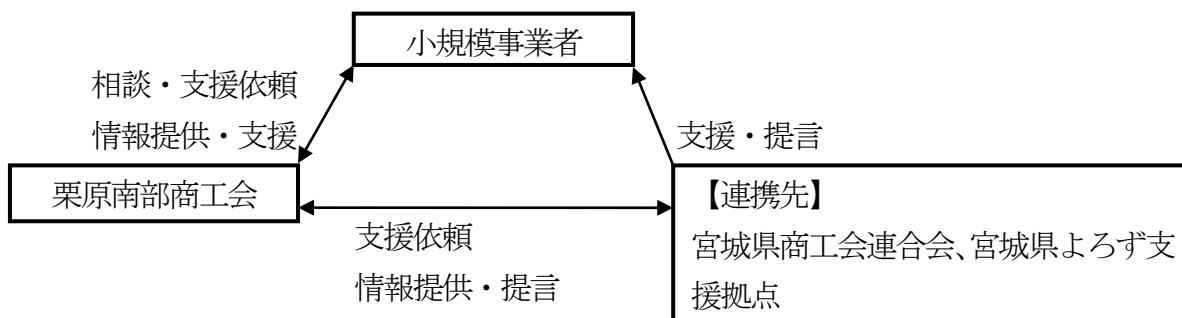 小規模事業者
相談・支援依頼
情報提供・支援
支援・提言
栗原南部商工会
【連携先】
宮城県商工会連合会、宮城県よろず支
援拠点
支援依頼
情報提供・提言